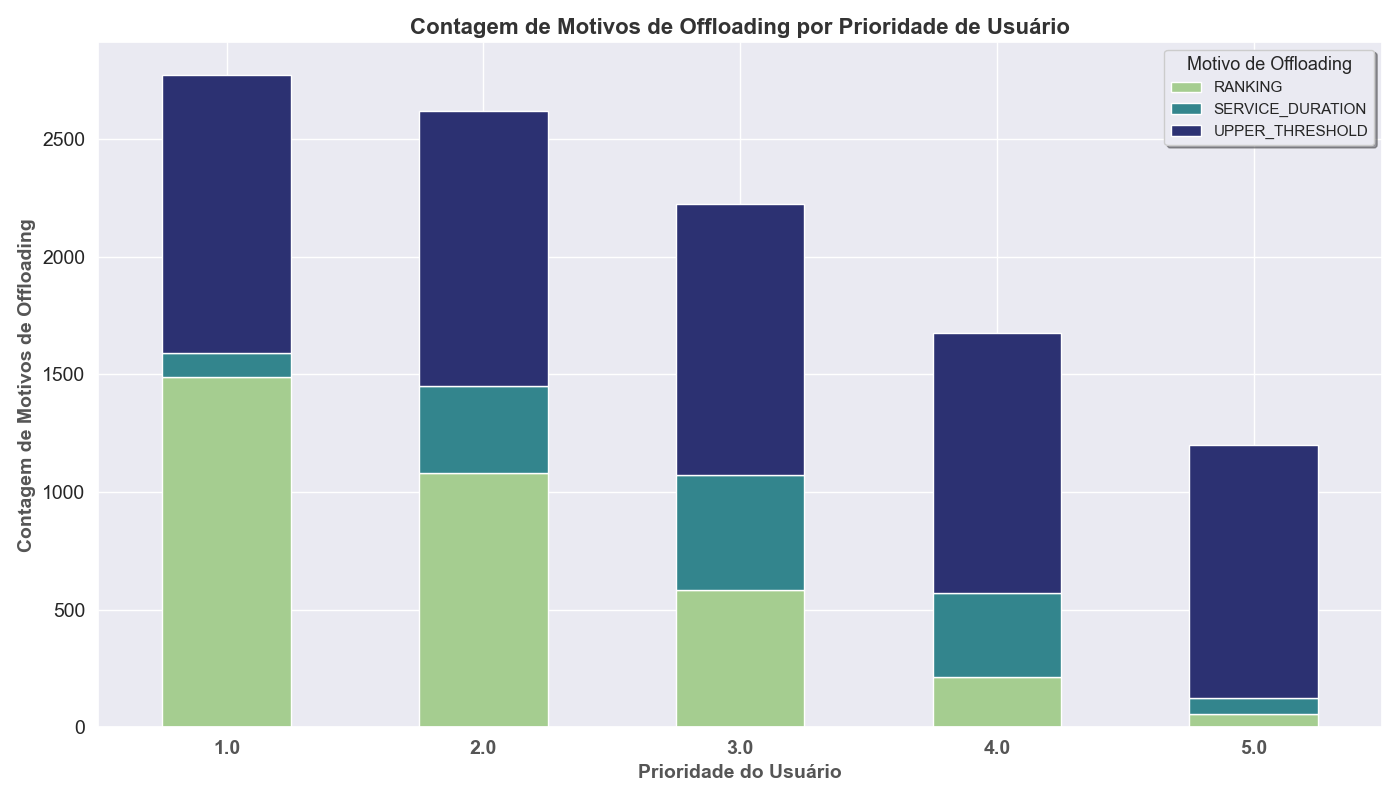 Contagem de Motivos de Offloading por Prioridade de Usuário
Motivo de Offloading
RANKING
SERVICE_DURATION
UPPER_THRESHOLD
Contagem de Motivos de Offloading
2500
2000
1500
1000
500
0
1.0 2.0 3.0 4.0 5.0
Prioridade do Usuário